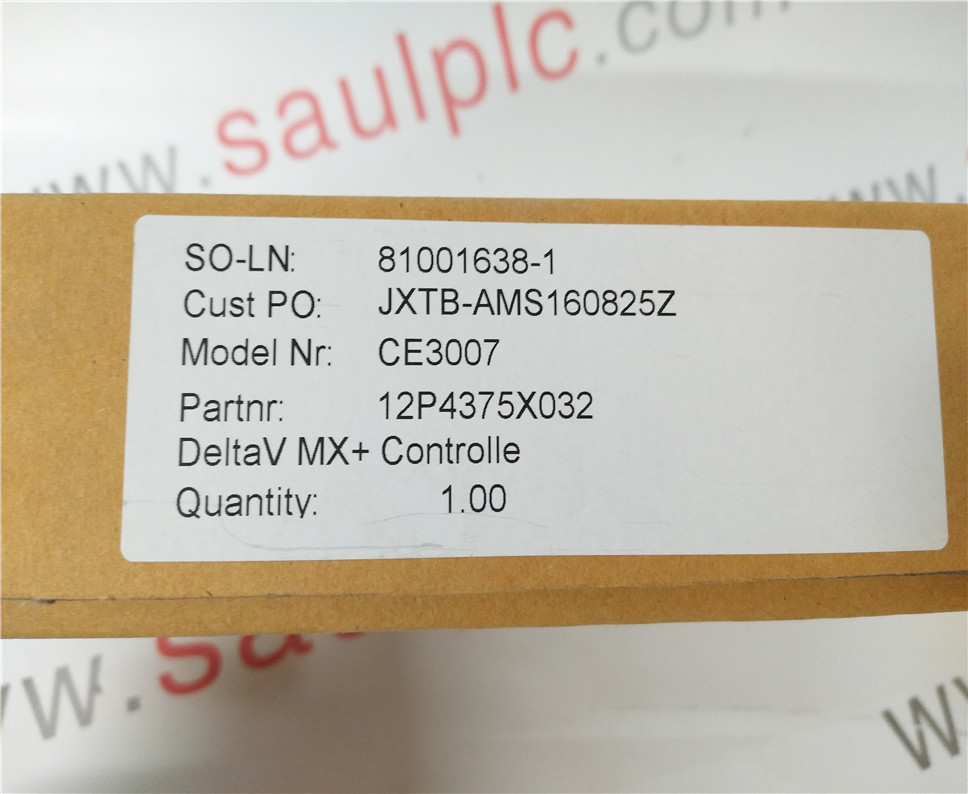 www.saulplc.com
www.
SO-LN: 81001638-1
Cust PO: JXTB-AMS160825Z
Model Nr: CE3007
Partnr: 12P4375X032
DeltaV MX+ Controlle
Quantity: 1.00